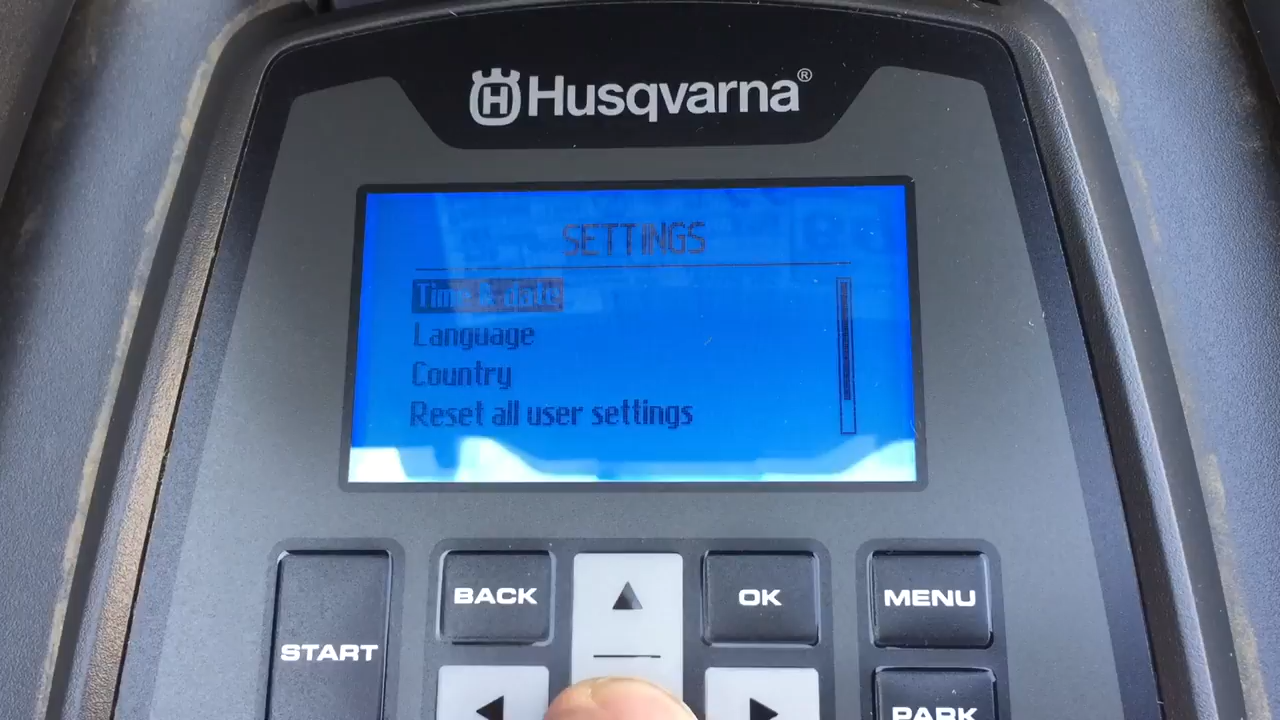 Husqvarna®
SETTINGS
Time & date
Language
Country
Reset all user settings
BACK
OK
MENU
START
PARK